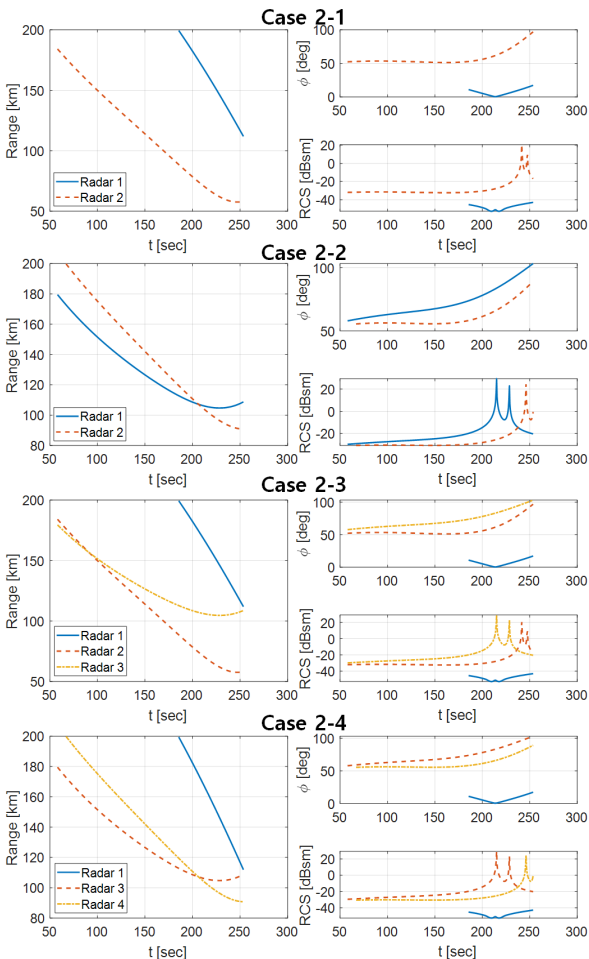 Case 2-1
Range [km]
200
150
100
50
50 100 150 200 250 300
t [sec]
Radar 1
Radar 2
ϕ [deg]
100
50
0
50 100 150 200 250 300
RCS [dBsm]
20
0
-20
-40
50 100 150 200 250 300
t [sec]
Case 2-2
Range [km]
200
180
160
140
120
100
80
50 100 150 200 250 300
t [sec]
Radar 1
Radar 2
ϕ [deg]
100
50
50 100 150 200 250 300
RCS [dBsm]
20
0
-20
50 100 150 200 250 300
t [sec]
Case 2-3
Range [km]
200
150
100
50
50 100 150 200 250 300
t [sec]
Radar 1
Radar 2
Radar 3
ϕ [deg]
100
50
0
50 100 150 200 250 300
RCS [dBsm]
20
0
-20
-40
50 100 150 200 250 300
t [sec]
Case 2-4
Range [km]
200
180
160
140
120
100
80
50 100 150 200 250 300
t [sec]
Radar 1
Radar 3
Radar 4
ϕ [deg]
100
50
0
50 100 150 200 250 300
RCS [dBsm]
20
0
-20
-40
50 100 150 200 250 300
t [sec]